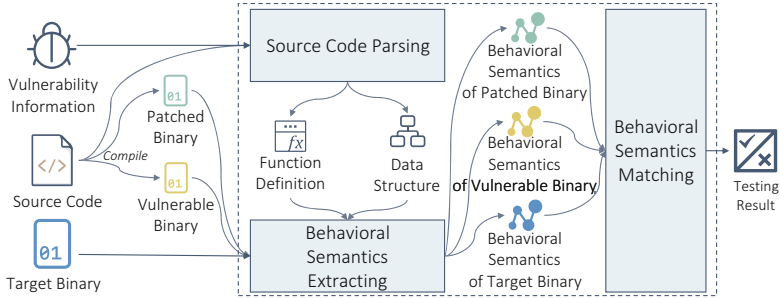 Vulnerability
Information
01
Patched
Binary
</>
Compile
Source Code
01
Vulnerable
Binary
01
Target Binary
Source Code Parsing
fx
Function
Definition
Data
Structure
Behavioral
Semantics
Extracting
Behavioral
Semantics
of Patched Binary
Behavioral
Semantics
of Vulnerable Binary
Behavioral
Semantics
of Target Binary
Behavioral
Semantics
Matching
Testing
Result